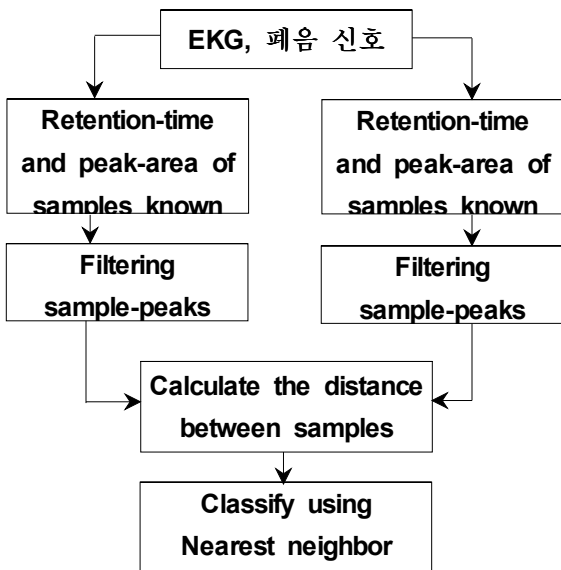 EKG, 폐음 신호
Retention-time
and peak-area of
samples known
Retention-time
and peak-area of
samples known
Filtering
sample-peaks
Filtering
sample-peaks
Calculate the distance
between samples
Classify using
Nearest neighbor